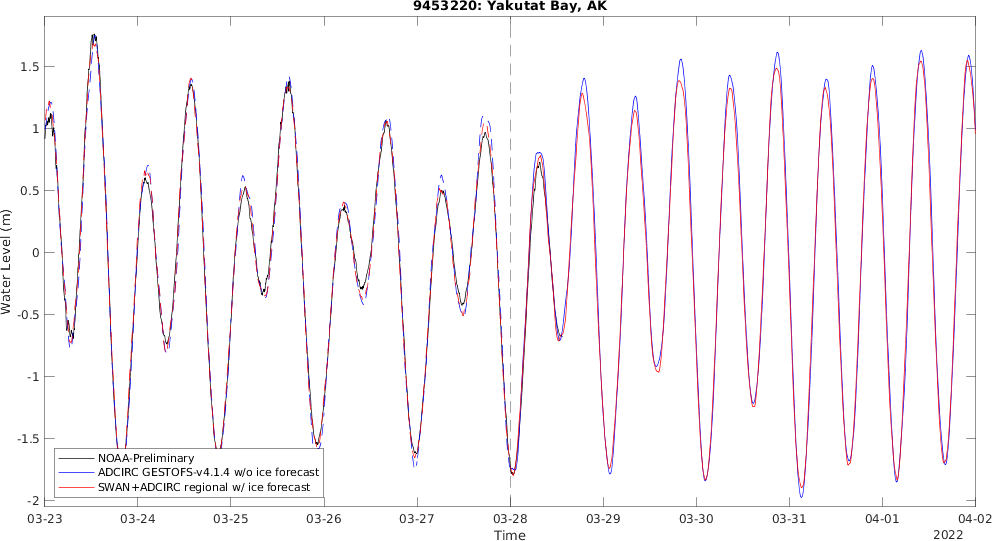 9453220: Yakutat Bay, AK
Water Level (m)
1.5
1
0.5
0
-0.5
-1
-1.5
-2
NOAA-Preliminary
ADCIRC GESTOFS-v4.1.4 w/o ice forecast
SWAN+ADCIRC regional w/ ice forecast
03-23 03-24 03-25 03-26 03-27 03-28 03-29 03-30 03-31 04-01 04-02
Time
2022